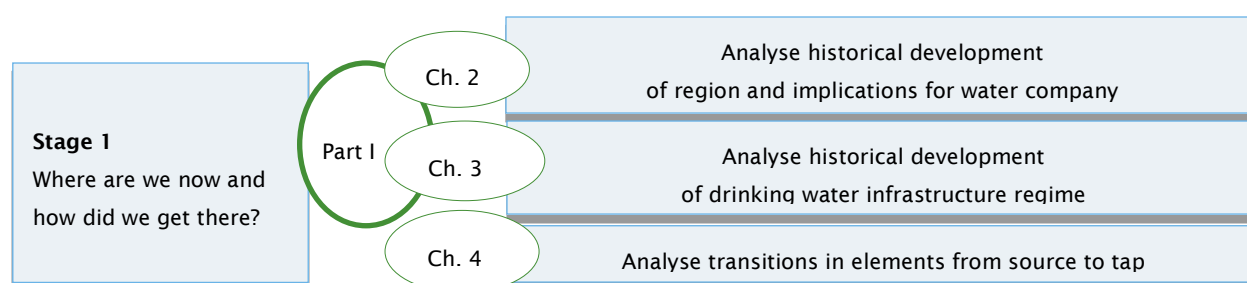 Stage 1
Where are we now and
how did we get there?
Part I
Ch. 2
Analyse historical development
of region and implications for water company
Ch. 3
Analyse historical development
of drinking water infrastructure regime
Ch. 4
Analyse transitions in elements from source to tap